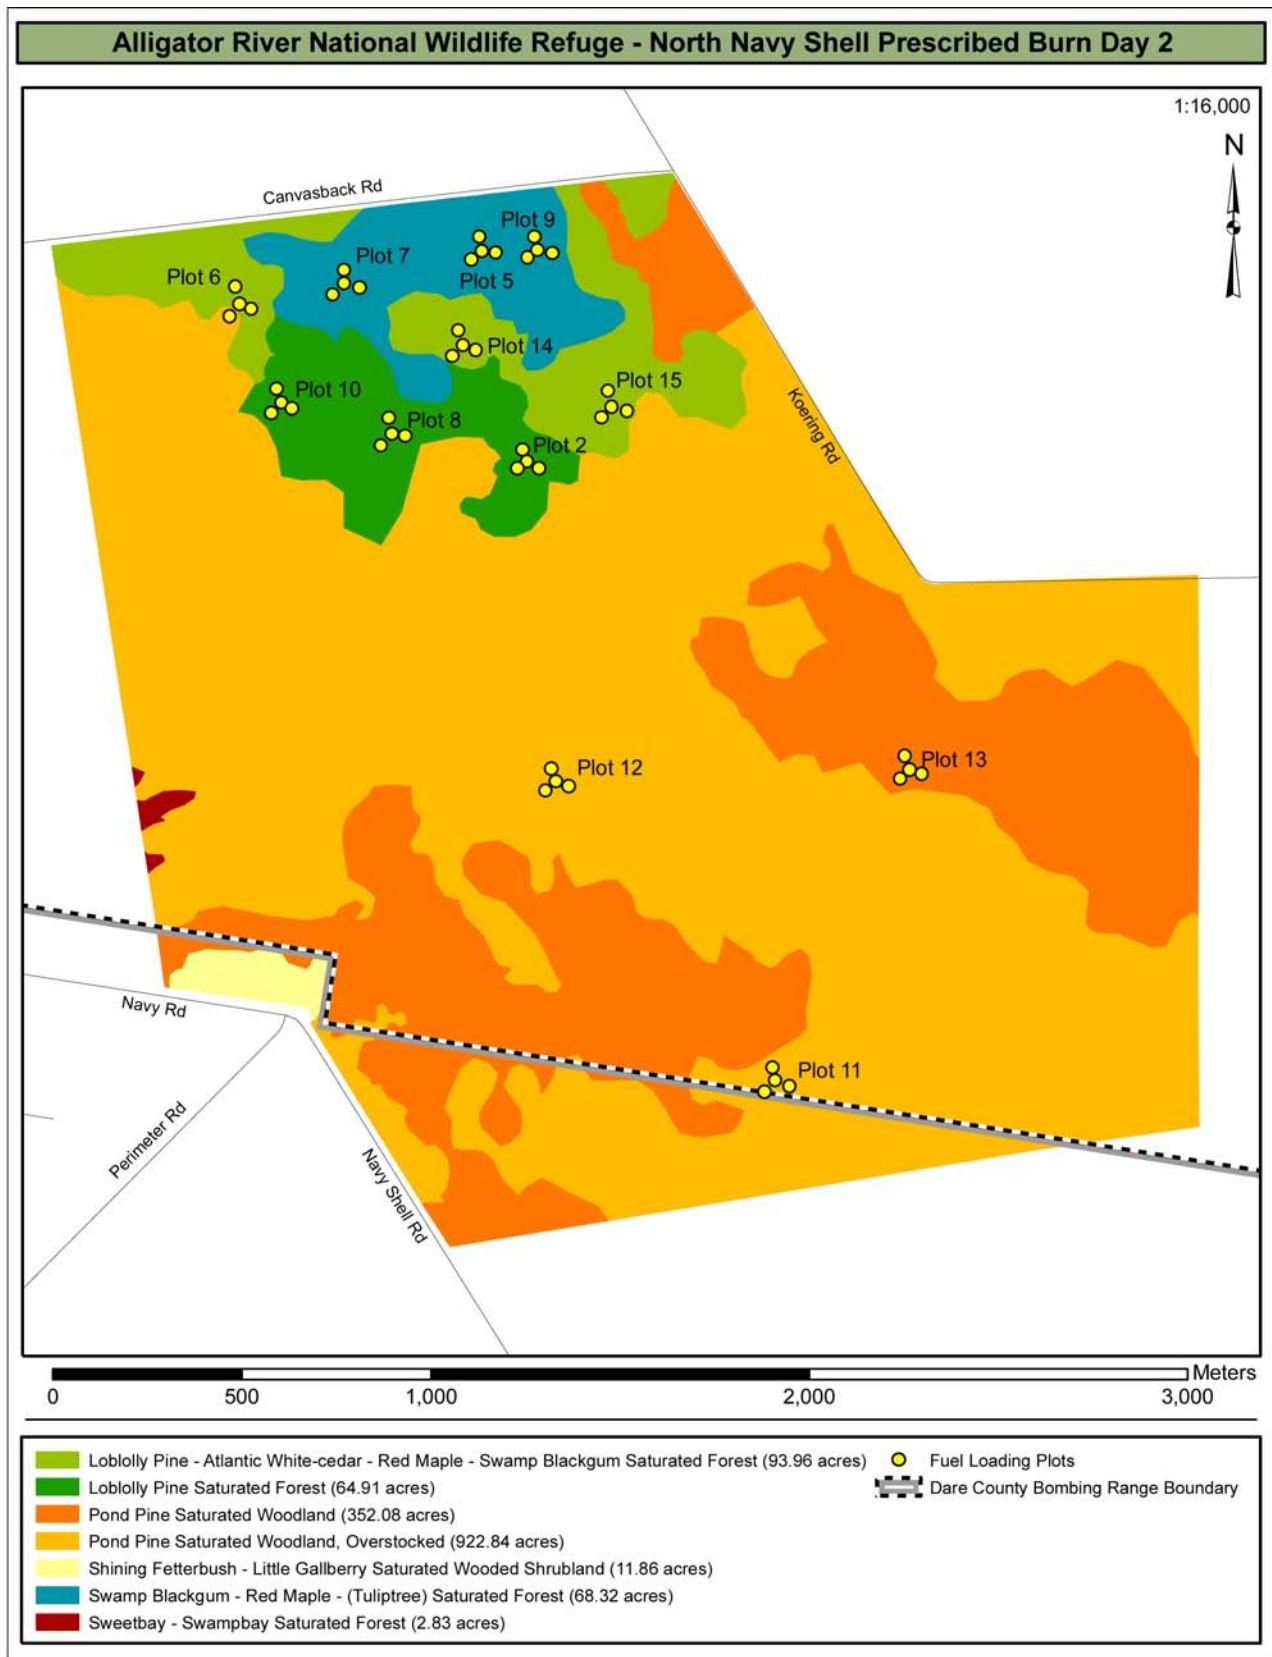 Alligator River National Wildlife Refuge - North Navy Shell Prescribed Burn Day 2
1:16,000
N
Canvasback Rd
Plot 9
Plot 7
Plot 6
Plot 5
Plot 14
Plot 15
Plot 10
Koering Rd
Plot 8
Plot 2
Plot 12
Plot 13
Navy Rd
Plot 11
Perimeter Rd
Navy Shell Rd
Meters
0 500 1,000 2,000 3,000
Loblolly Pine - Atlantic White-cedar - Red Maple - Swamp Blackgum Saturated Forest (93.96 acres)
Loblolly Pine Saturated Forest (64.91 acres)
Pond Pine Saturated Woodland (352.08 acres)
Pond Pine Saturated Woodland, Overstocked (922.84 acres)
Shining Fetterbush - Little Gallberry Saturated Wooded Shrubland (11.86 acres)
Swamp Blackgum - Red Maple - (Tuliptree) Saturated Forest (68.32 acres)
Sweetbay - Swampbay Saturated Forest (2.83 acres)
Fuel Loading Plots
Dare County Bombing Range Boundary